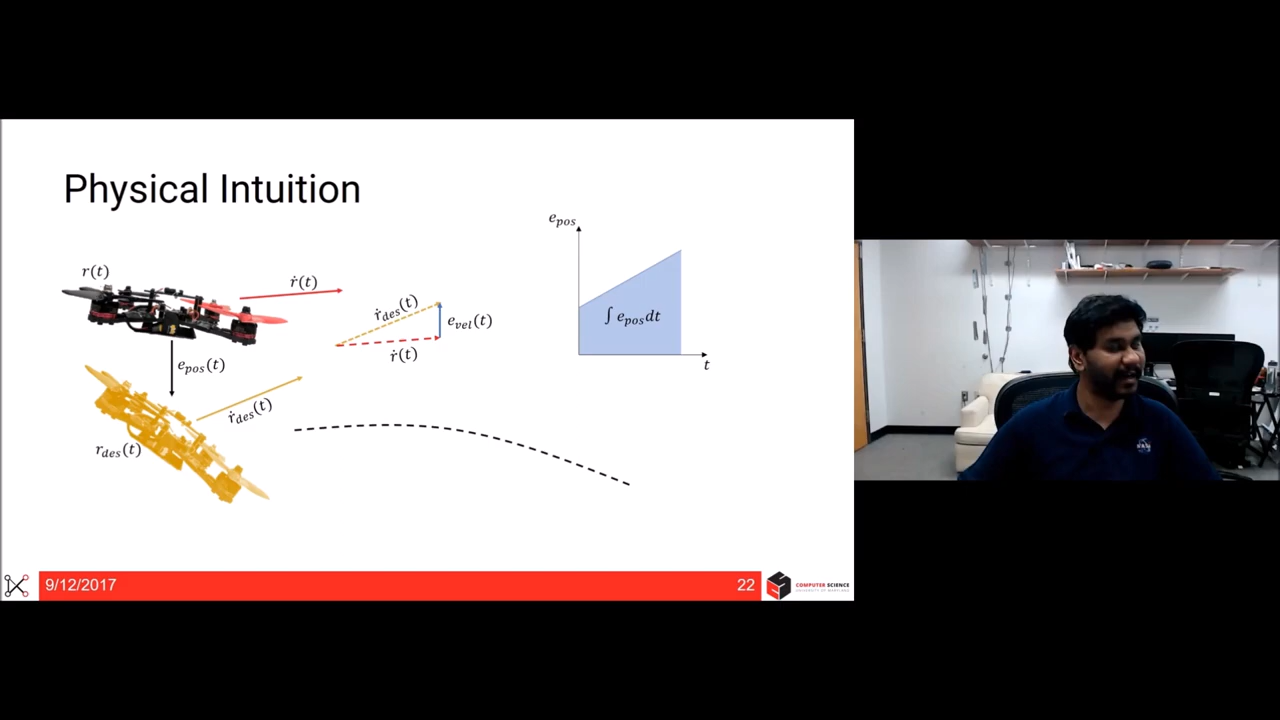 Physical Intuition
r(t)
ṙ(t)
e_pos(t)
ṙ_des(t)
r_des(t)
ṙ_des(t)
e_vel(t)
ṙ(t)
e_pos
∫ e_pos dt
t
9/12/2017
22
COMPUTER SCIENCE
UNIVERSITY OF MARYLAND